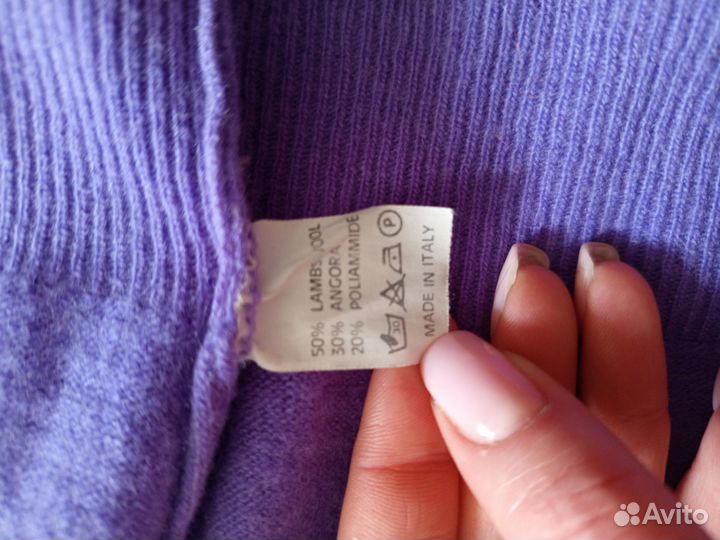 50% LAMBSWOOL
30% ANGORA
20% POLIAMMIDE
30 P
MADE IN ITALY
Avito